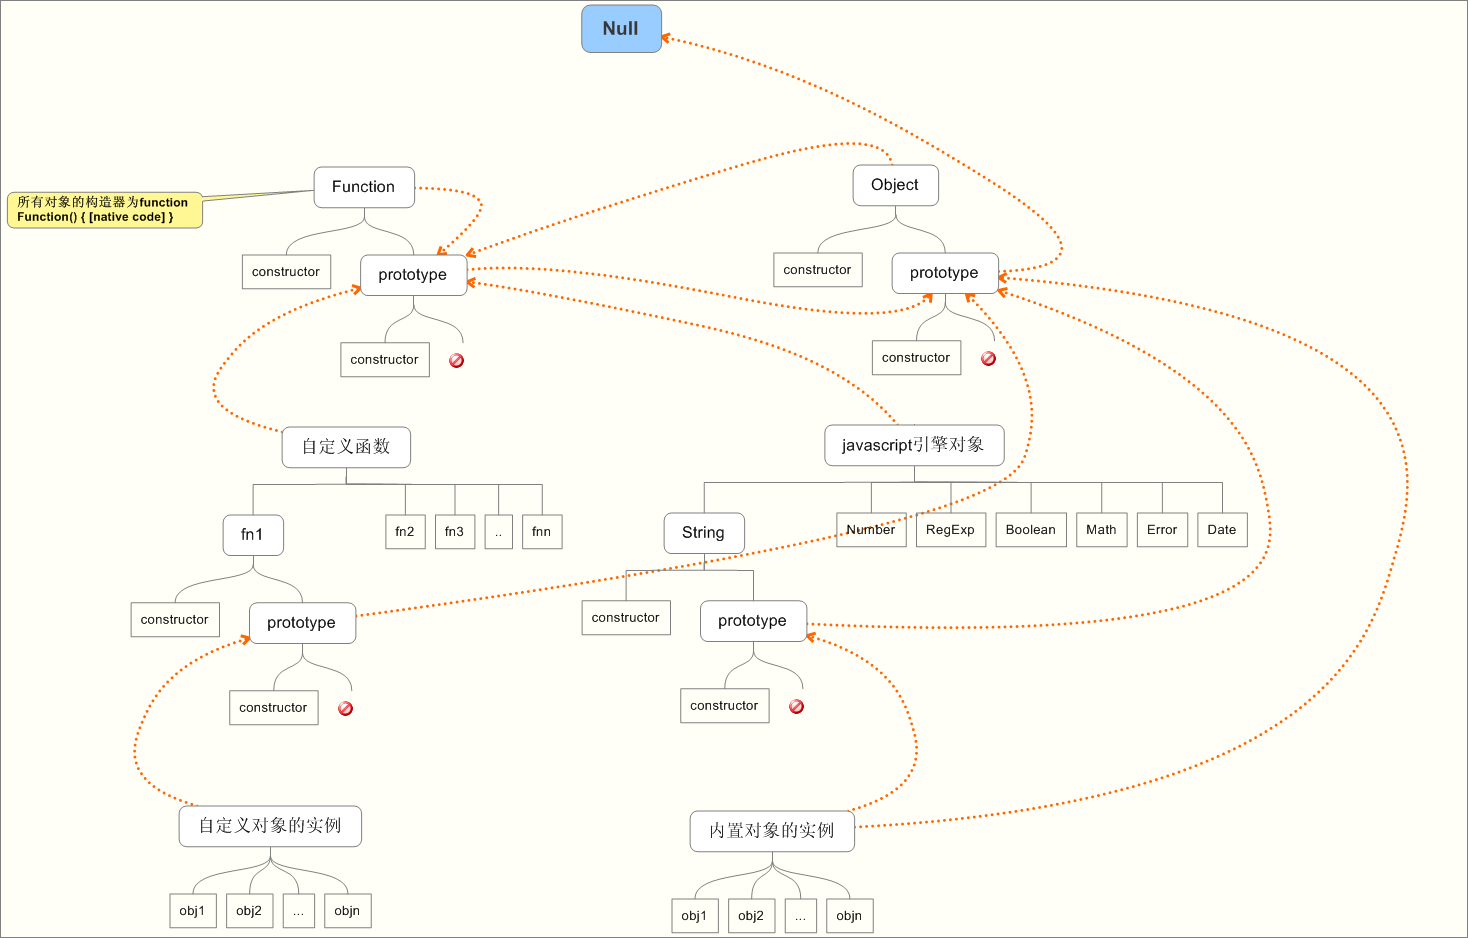 Null
Function
Object
所有对象的构造器为function
Function() { [native code] }
constructor
prototype
constructor
prototype
constructor
constructor
自定义函数
javascript引擎对象
fn1
fn2
fn3
..
fnn
String
Number
RegExp
Boolean
Math
Error
Date
constructor
prototype
constructor
prototype
constructor
constructor
自定义对象的实例
内置对象的实例
obj1
obj2
...
objn
obj1
obj2
...
objn